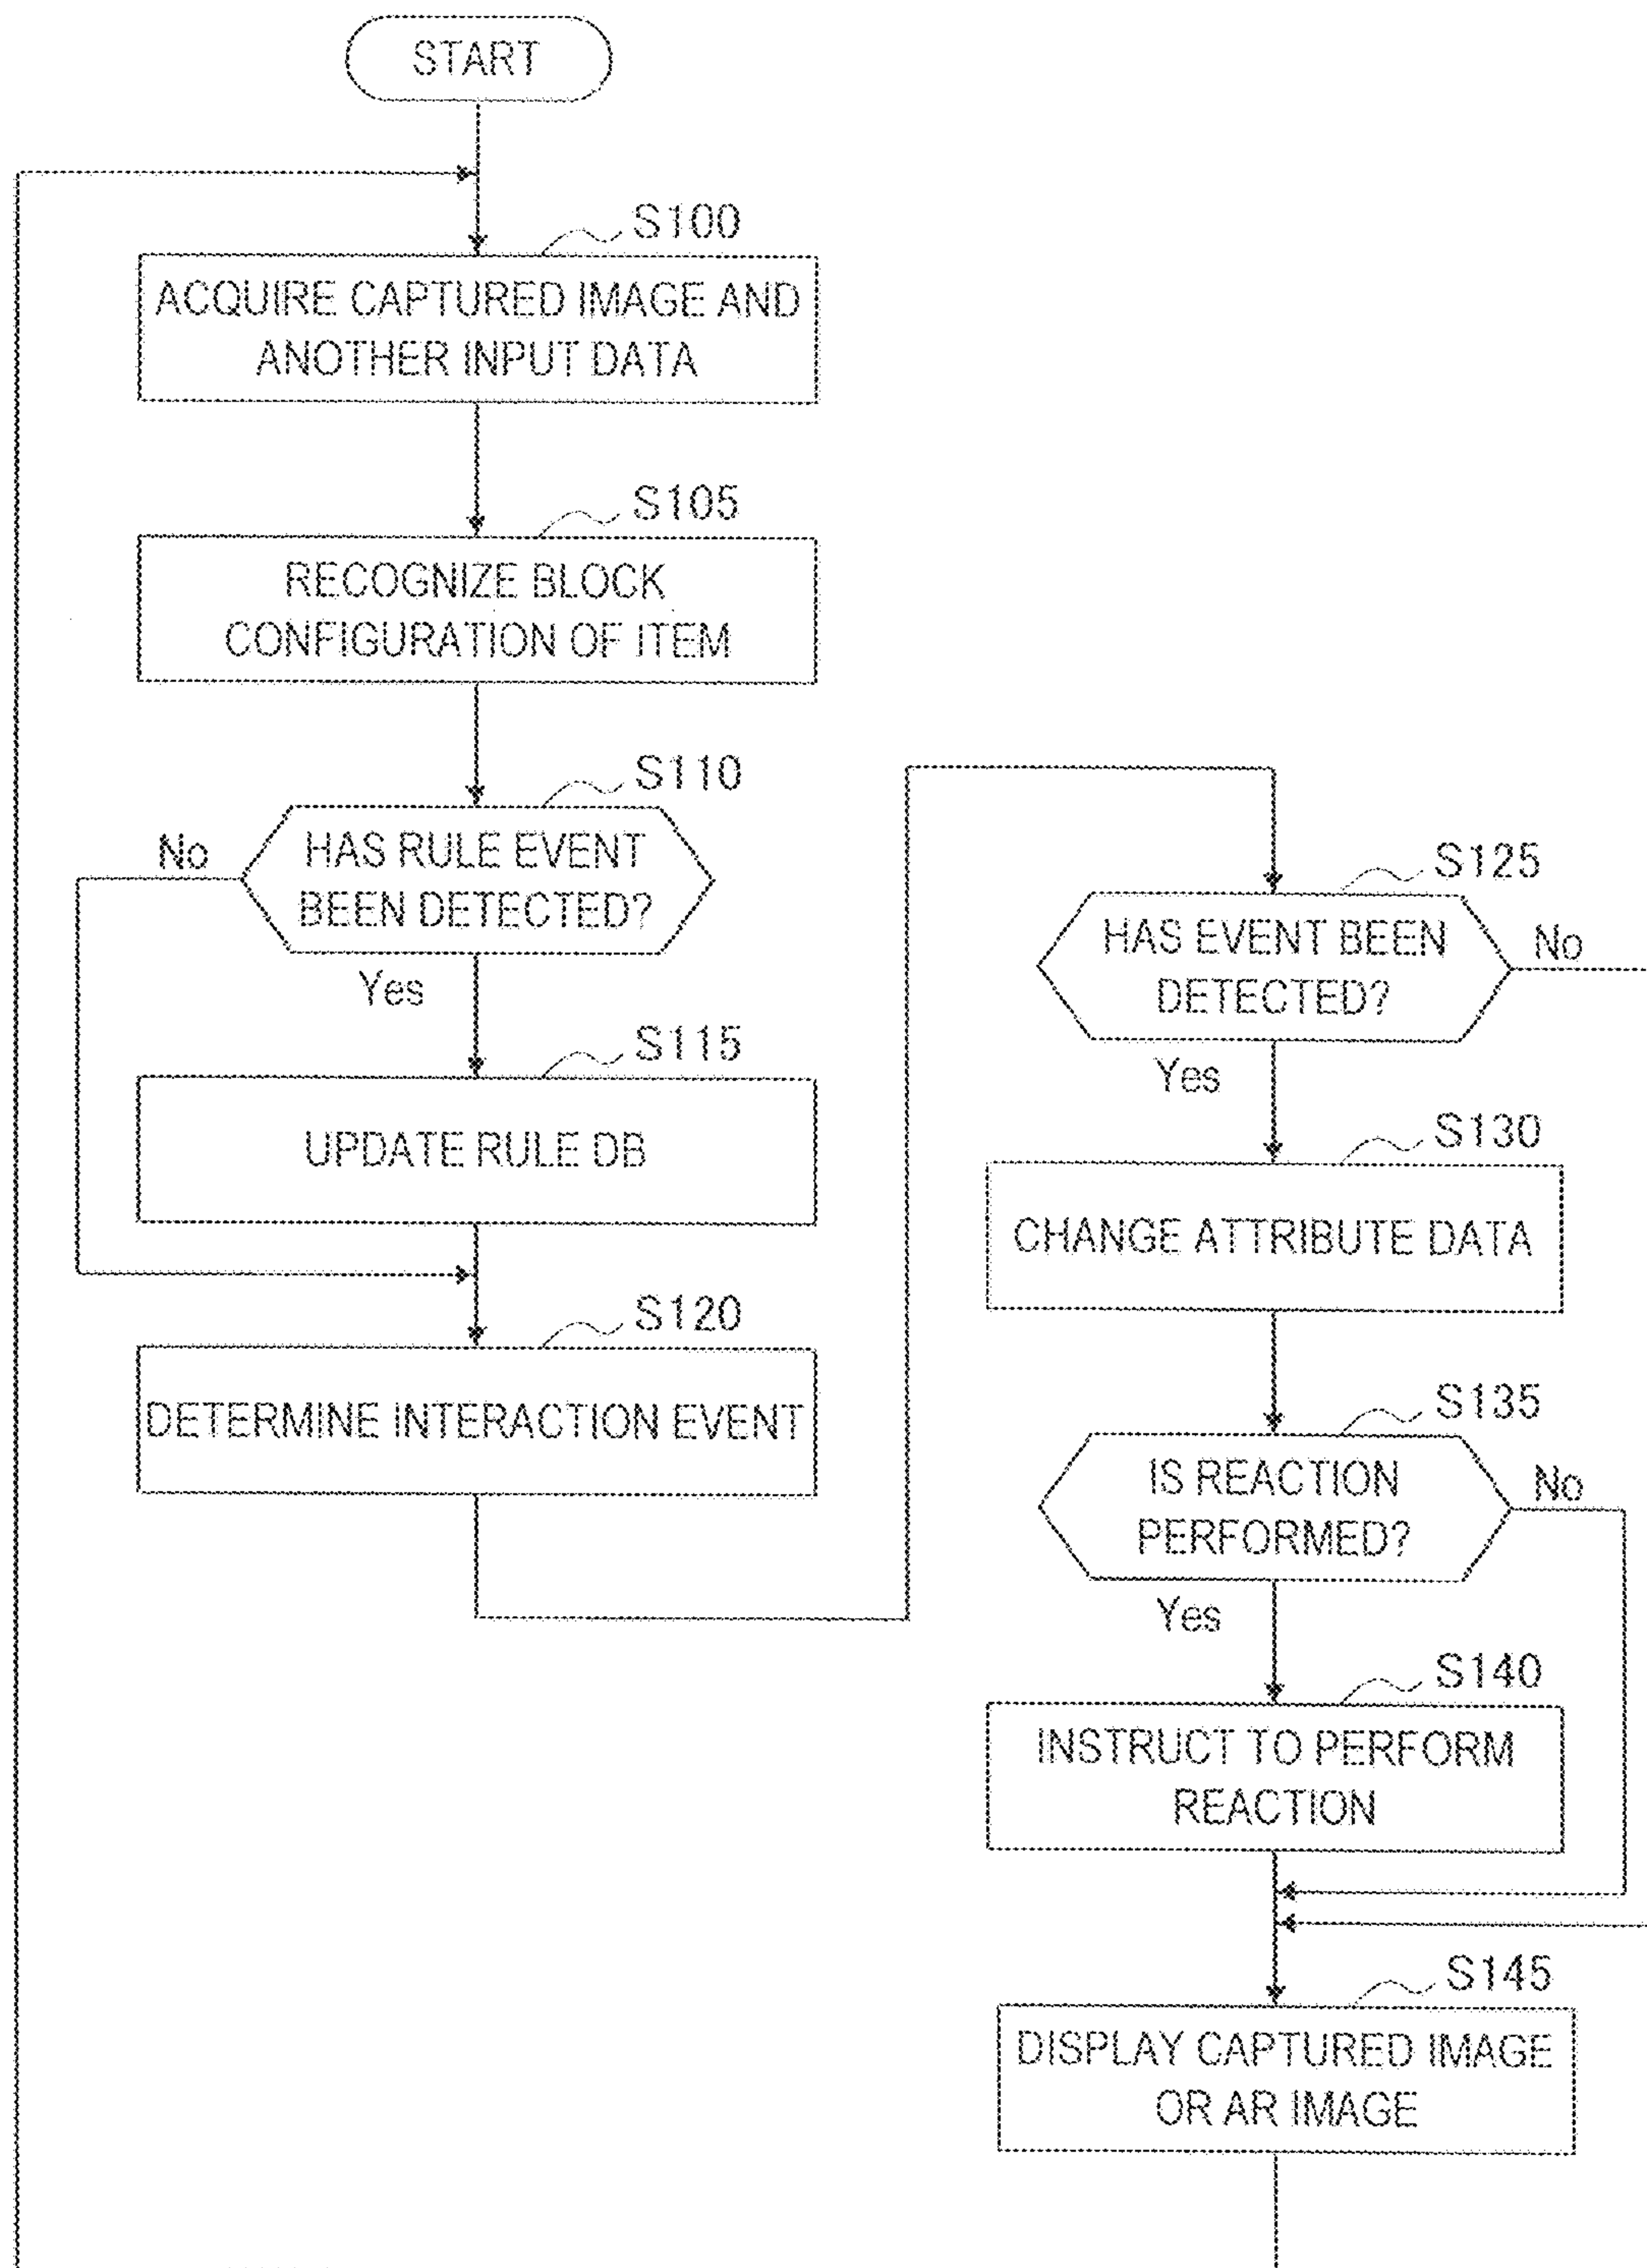 START
S100
ACQUIRE CAPTURED IMAGE AND
ANOTHER INPUT DATA
S105
RECOGNIZE BLOCK
CONFIGURATION OF ITEM
S110
No
HAS RULE EVENT
BEEN DETECTED?
Yes
S115
UPDATE RULE DB
S120
DETERMINE INTERACTION EVENT
S125
HAS EVENT BEEN
DETECTED?
No
Yes
S130
CHANGE ATTRIBUTE DATA
S135
IS REACTION
PERFORMED?
No
Yes
S140
INSTRUCT TO PERFORM
REACTION
S145
DISPLAY CAPTURED IMAGE
OR AR IMAGE